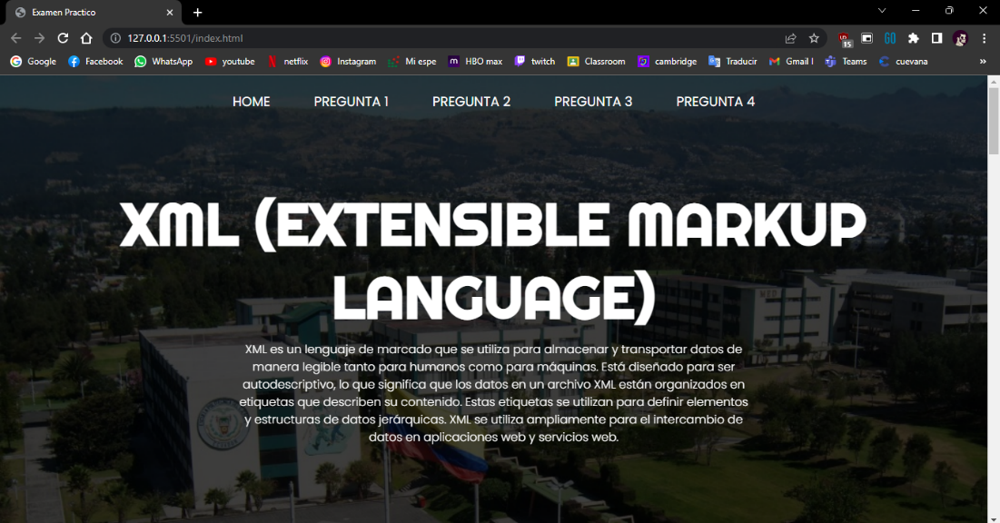 Examen Practico
127.0.0.1:5501/index.html
15
Google Facebook WhatsApp youtube netflix Instagram Mi espe HBO max twitch Classroom cambridge Traducir Gmail I Teams cuevana »
HOME PREGUNTA 1 PREGUNTA 2 PREGUNTA 3 PREGUNTA 4
XML (EXTENSIBLE MARKUP
LANGUAGE)
XML es un lenguaje de marcado que se utiliza para almacenar y transportar datos de
manera legible tanto para humanos como para máquinas. Está diseñado para ser
autodescriptivo, lo que significa que los datos en un archivo XML están organizados en
etiquetas que describen su contenido. Estas etiquetas se utilizan para definir elementos
y estructuras de datos jerárquicas. XML se utiliza ampliamente para el intercambio de
datos en aplicaciones web y servicios web.